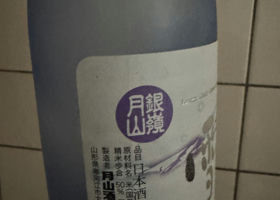 銀嶺
月山
品目 日本酒
原材料名 米(国
精米歩合 50%
製造者 月山酒
山形県寒河江市大